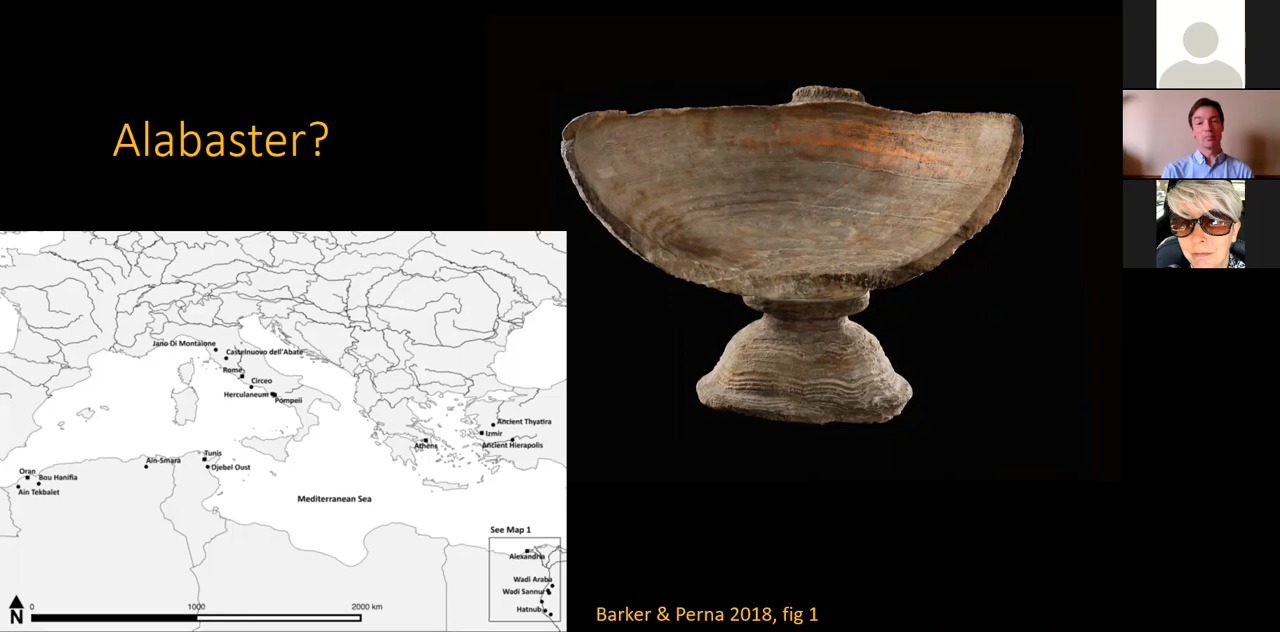 Alabaster?
Jano Di Montaione
Castelnuovo dell'Abate
Rome
Circeo
Herculaneum
Pompeii
Ancient Thyatira
Izmir
Athens
Ancient Hierapolis
Tunis
Ain-Smara
Djebel Oust
Oran
Bou Hanifia
Ain Tekbalet
Mediterranean Sea
See Map 1
Alexandria
Wadi Araba
Wadi Sannur
Hatnub
N
0
1000
2000 km
Barker & Perna 2018, fig 1